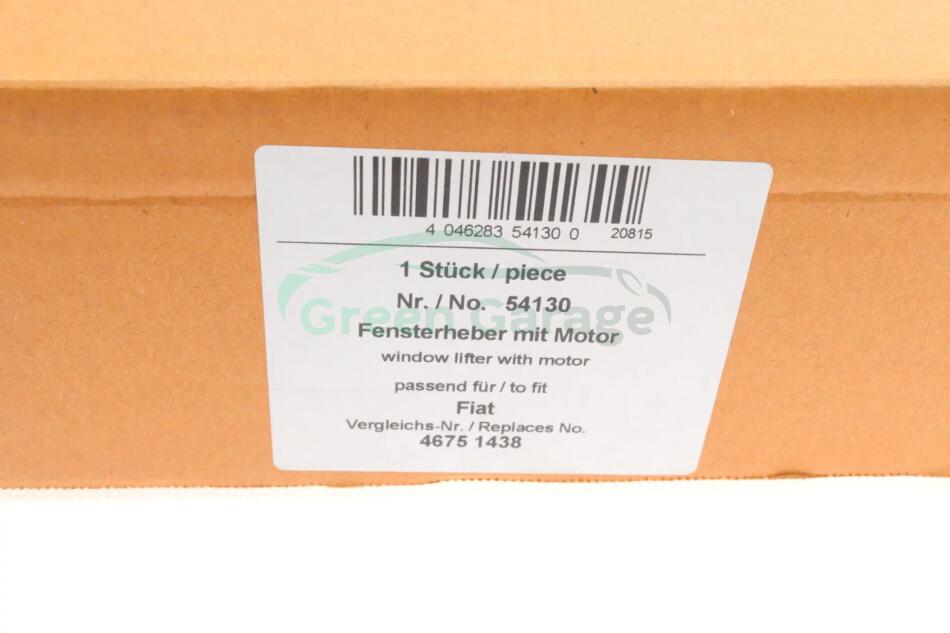 4 046283 54130 0 20815
1 Stück / piece
Nr. / No. 54130
Green Garage
Fensterheber mit Motor
window lifter with motor
passend für / to fit
Fiat
Vergleichs-Nr. / Replaces No.
4675 1438